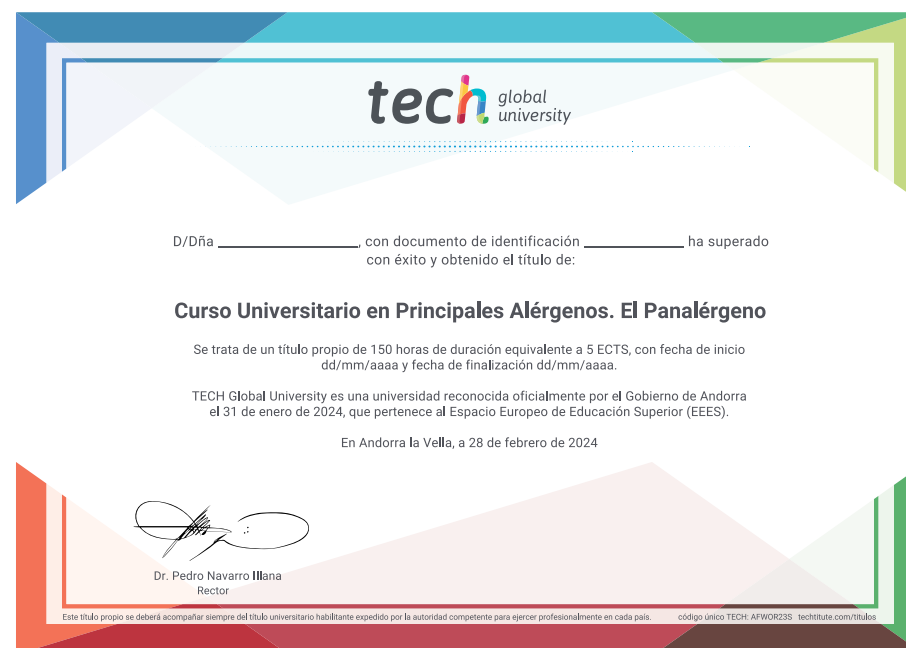 tech global university
D/Dña ____________, con documento de identificación ____________ ha superado
con éxito y obtenido el título de:
Curso Universitario en Principales Alérgenos. El Panalérgeno
Se trata de un título propio de 150 horas de duración equivalente a 5 ECTS, con fecha de inicio
dd/mm/aaaa y fecha de finalización dd/mm/aaaa.
TECH Global University es una universidad reconocida oficialmente por el Gobierno de Andorra
el 31 de enero de 2024, que pertenece al Espacio Europeo de Educación Superior (EEES).
En Andorra la Vella, a 28 de febrero de 2024
Dr. Pedro Navarro Illana
Rector
Este título propio se deberá acompañar siempre del título universitario habilitante expedido por la autoridad competente para ejercer profesionalmente en cada país. código único TECH: AFWOR23S techtitute.com/titulos